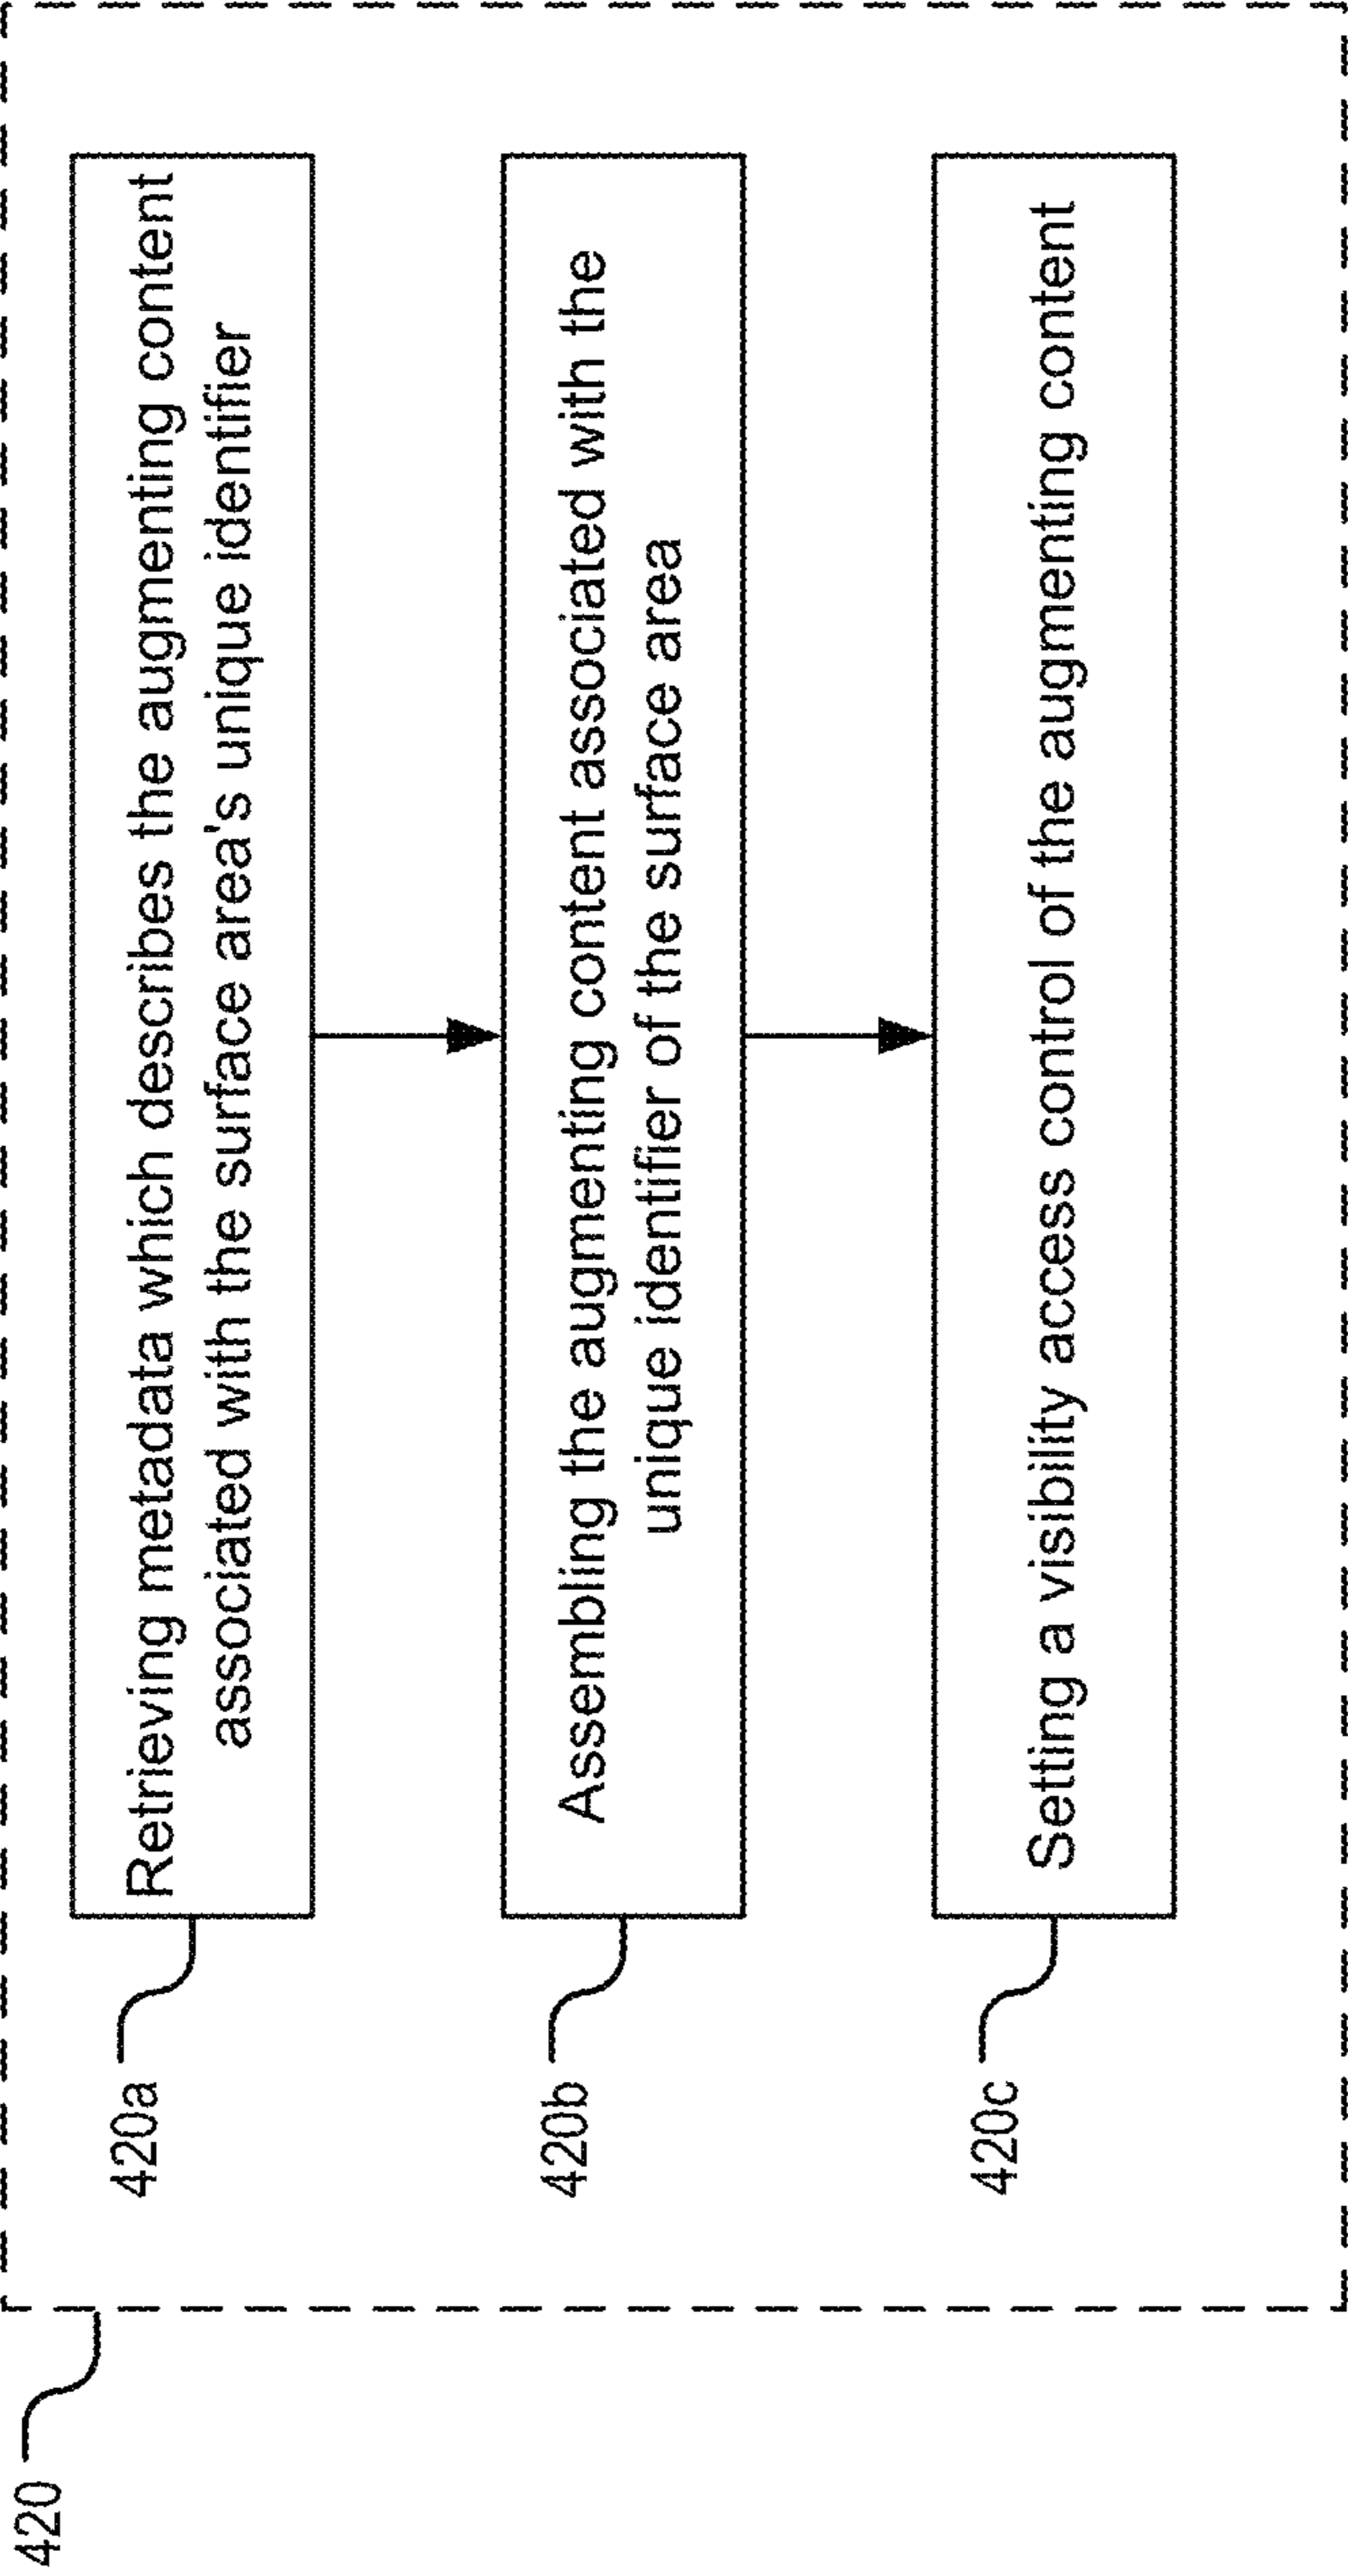 420
420a
Retrieving metadata which describes the augmenting content
associated with the surface area's unique identifier
420b
Assembling the augmenting content associated with the
unique identifier of the surface area
420c
Setting a visibility access control of the augmenting content